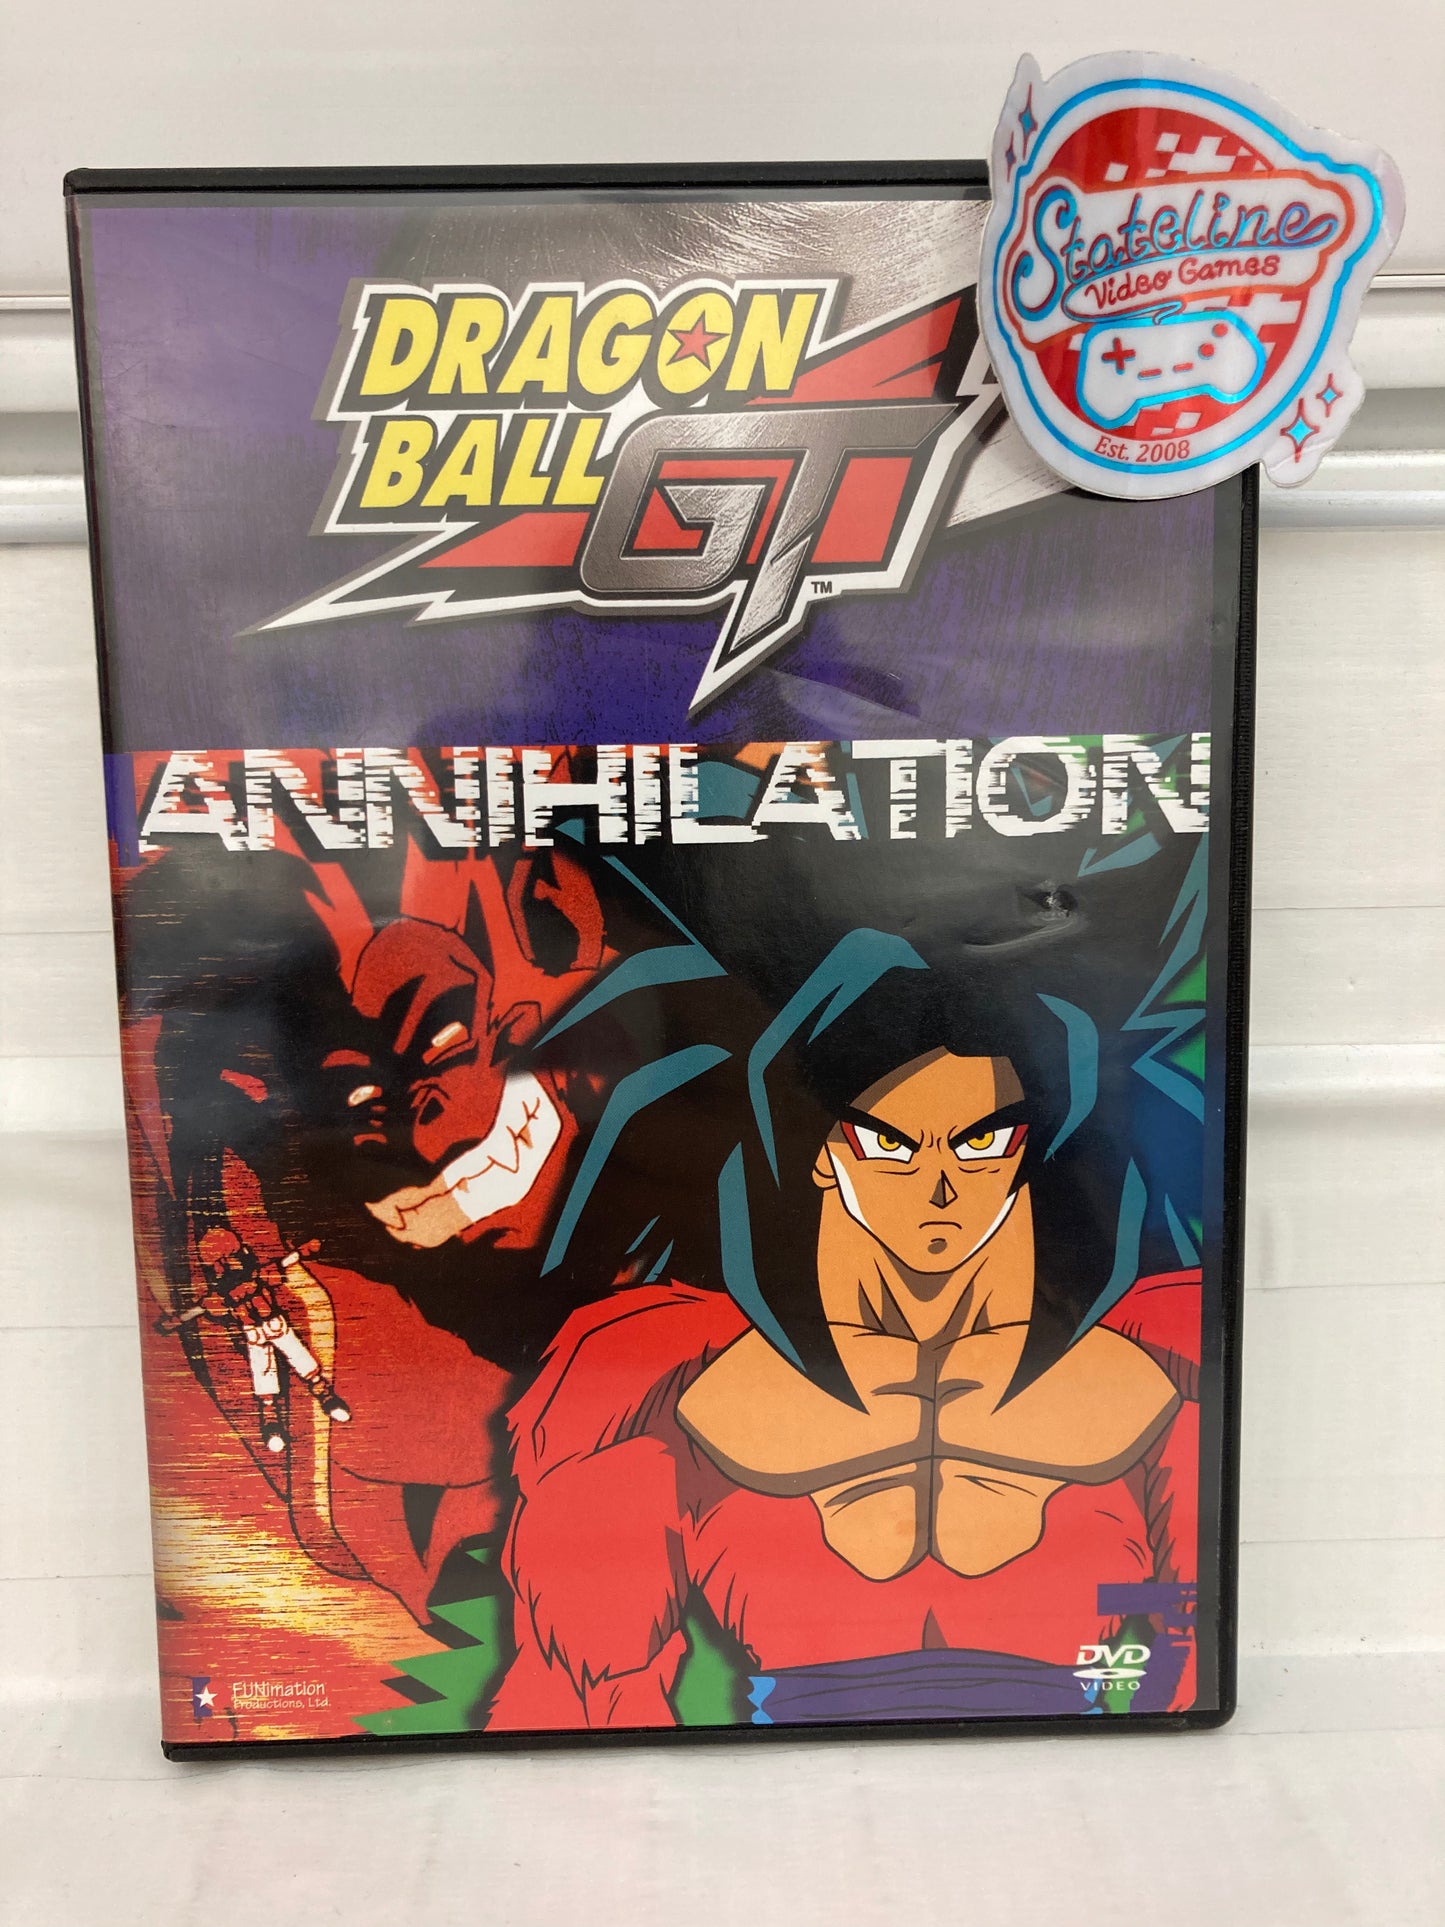 Stateline
Video Games
Est. 2008
DRAGON
BALL GT
TM
ANNIHILATION
FUNimation
Productions, Ltd.
DVD
VIDEO